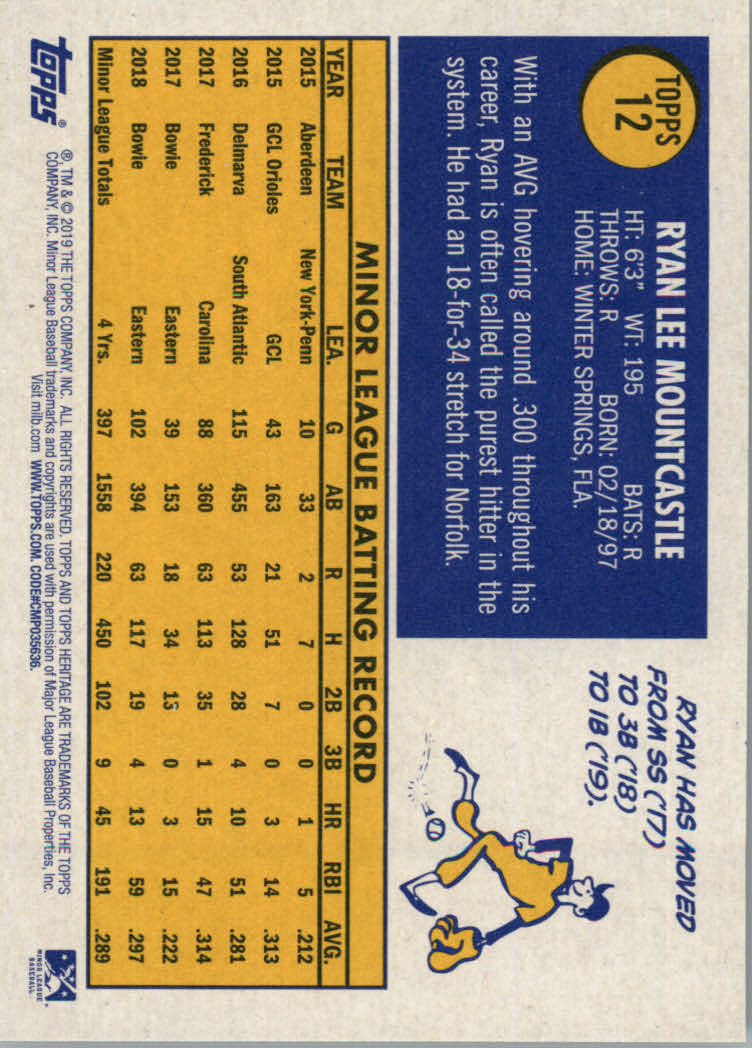 TOPPS
12
RYAN LEE MOUNTCASTLE
HT: 6'3" WT: 195 BATS: R
THROWS: R BORN: 02/18/97
HOME: WINTER SPRINGS, FLA.
With an AVG hovering around .300 throughout his
career, Ryan is often called the purest hitter in the
system. He had an 18-for-34 stretch for Norfolk.
RYAN HAS MOVED
FROM SS ('17)
TO 3B ('18)
TO 1B ('19).
MINOR LEAGUE BATTING RECORD
YEAR TEAM LEA. G AB R H 2B 3B HR RBI AVG.
2015 Aberdeen New York-Penn 10 33 2 7 0 0 1 5 .212
2015 GCL Orioles GCL 43 163 21 51 7 0 3 14 .313
2016 Delmarva South Atlantic 115 455 53 128 28 4 10 51 .281
2017 Frederick Carolina 88 360 63 113 35 1 15 47 .314
2017 Bowie Eastern 39 153 18 34 13 0 3 15 .222
2018 Bowie Eastern 102 394 63 117 19 4 13 59 .297
Minor League Totals 4 Yrs. 397 1558 220 450 102 9 45 191 .289
topps®
®, TM & © 2019 THE TOPPS COMPANY, INC. ALL RIGHTS RESERVED. TOPPS AND TOPPS HERITAGE ARE TRADEMARKS OF THE TOPPS
COMPANY, INC. Minor League Baseball trademarks and copyrights are used with permission of Major League Baseball Properties, Inc.
Visit milb.com WWW.TOPPS.COM. CODE#CMP035636.
MINOR LEAGUE
BASEBALL